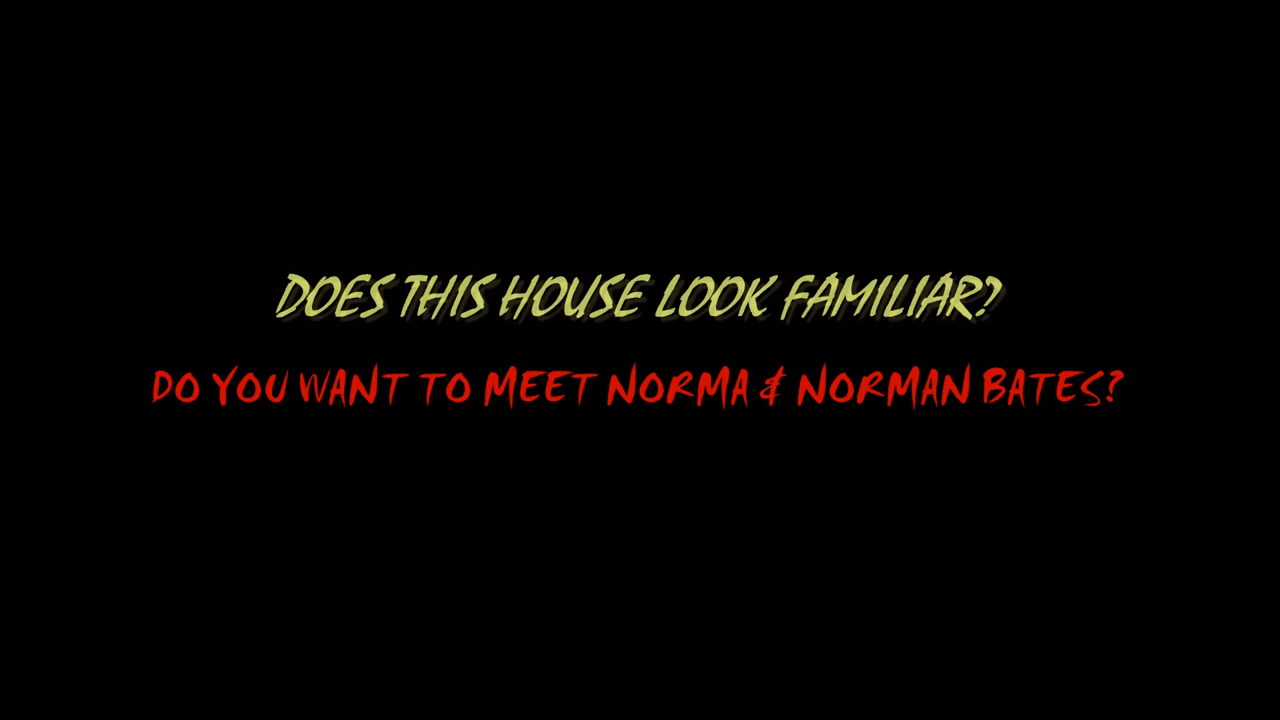 DOES THIS HOUSE LOOK FAMILIAR?
DO YOU WANT TO MEET NORMA & NORMAN BATES?